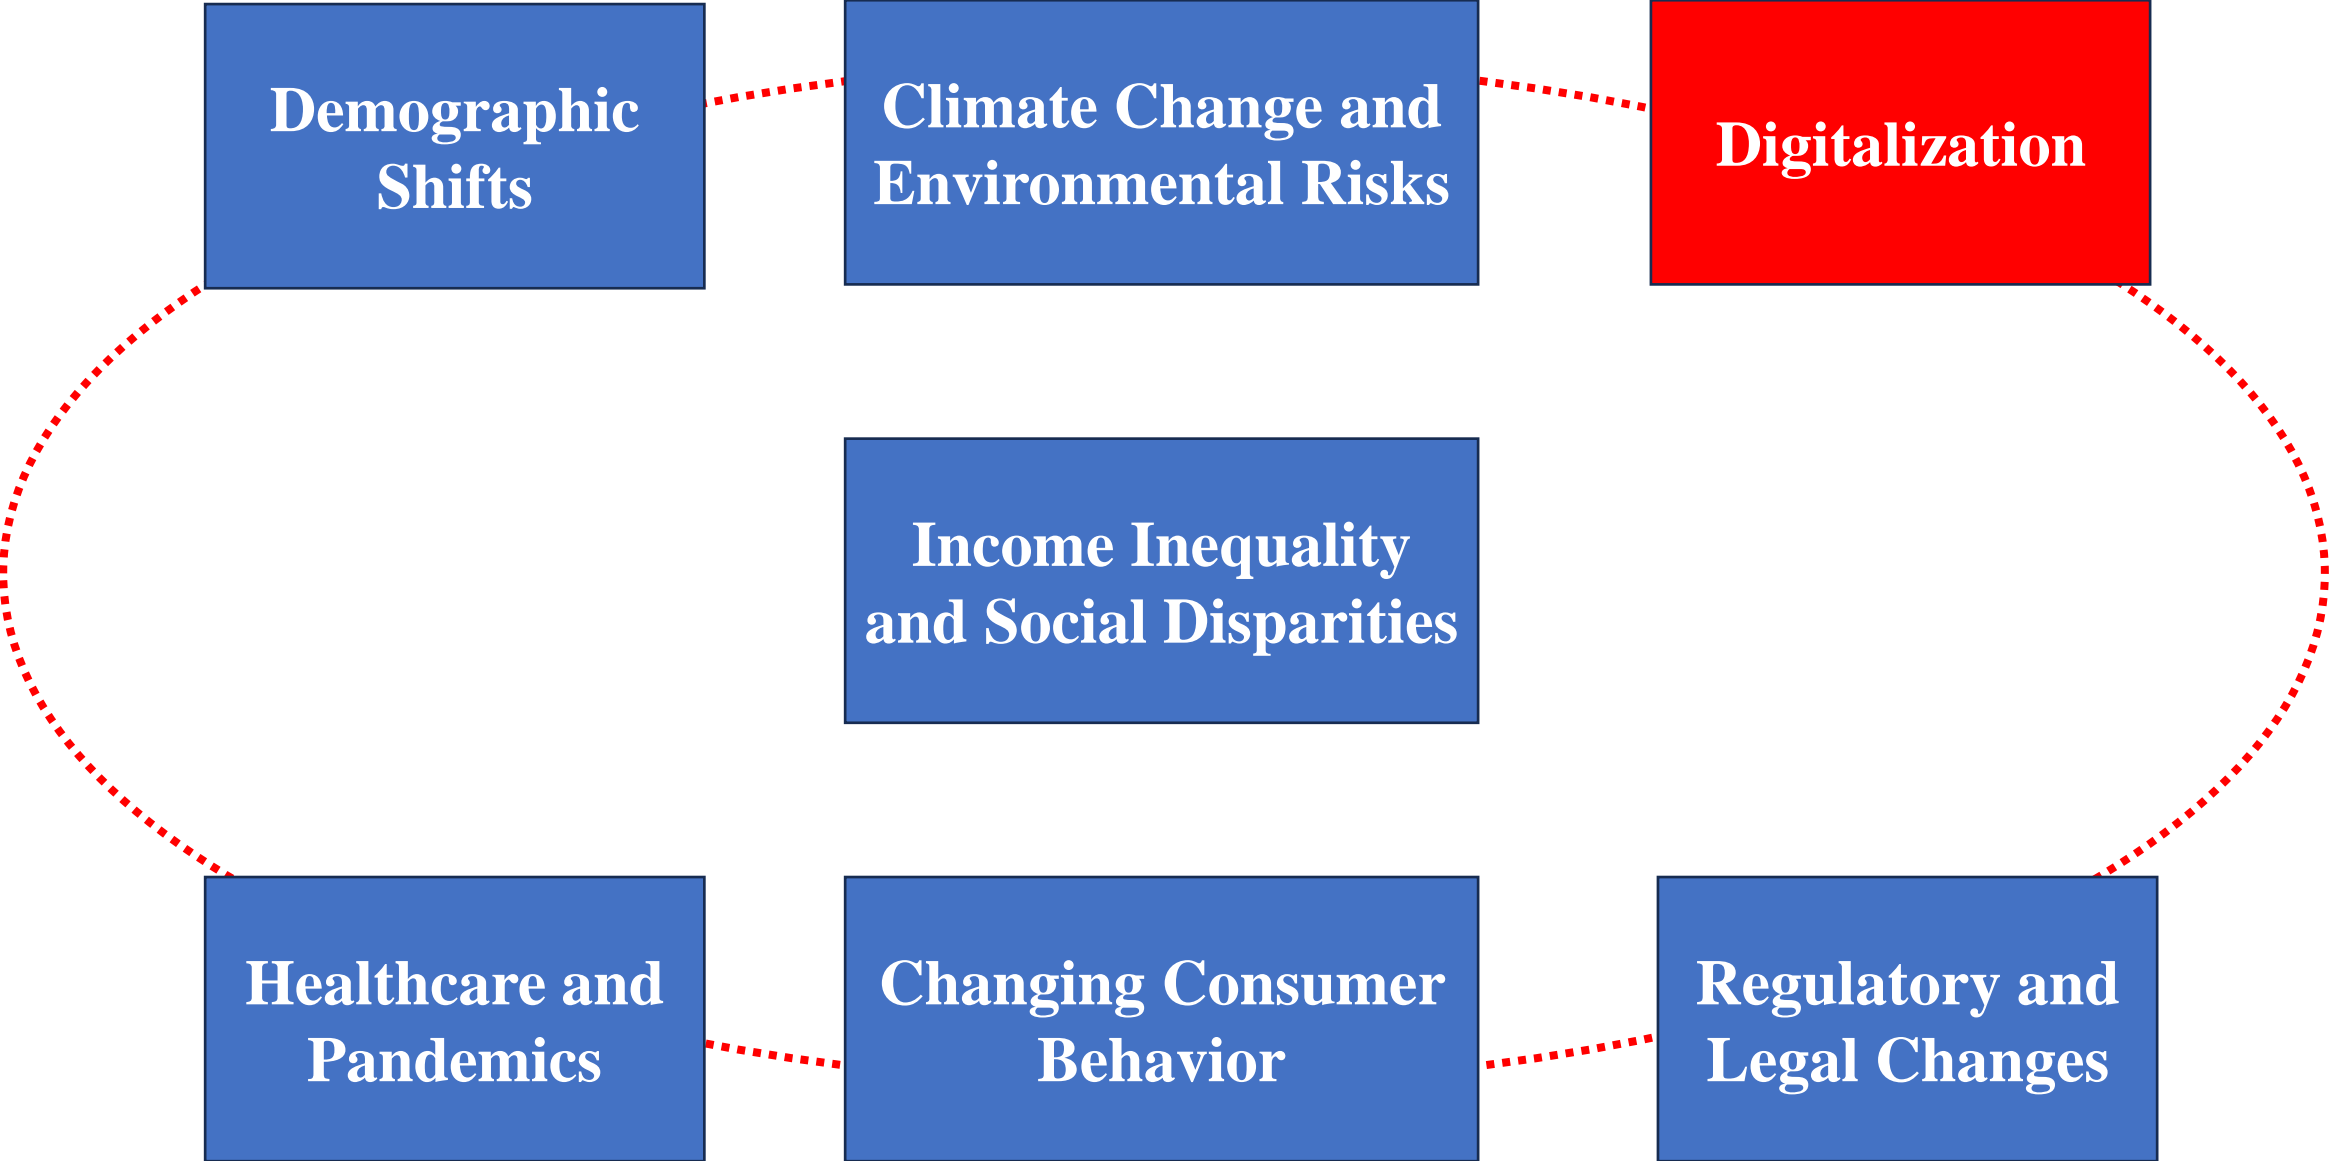 Demographic
Shifts
Climate Change and
Environmental Risks
Digitalization
Income Inequality
and Social Disparities
Healthcare and
Pandemics
Changing Consumer
Behavior
Regulatory and
Legal Changes